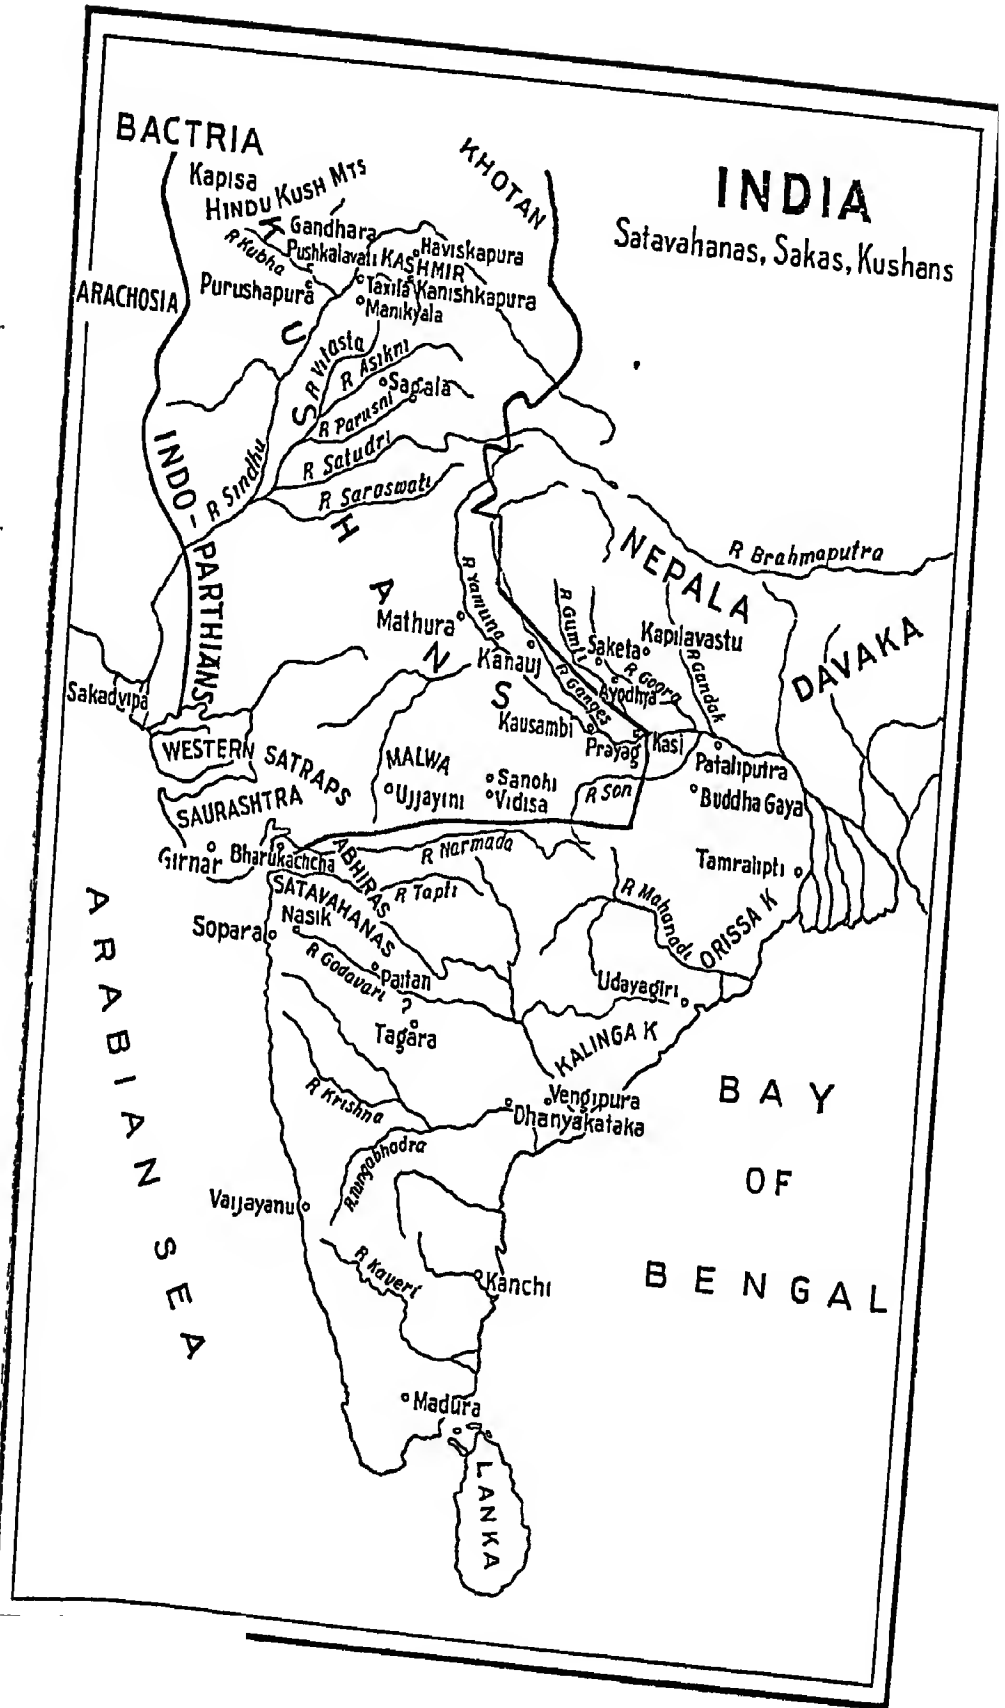 INDIA
Satavahanas, Sakas, Kushans
BACTRIA
Kapisa
HINDU KUSH MTS
KHOTAN
Gandhara
R Kubha
Pushkalavati
KASHMIR
Haviskapura
ARACHOSIA
Purushapura
Taxila
Kanishkapura
Manikyala
KUSHANS
R Vitasta
R Asikni
Sagala
R Parusni
R Satudri
R Sindhu
R Saraswati
INDO-
PARTHIANS
NEPALA
R Brahmaputra
R Yamuna
Mathura
R Gumti
Saketa
Kapilavastu
DAVAKA
Kanauj
R Ganges
R Gogra
R Gandak
Ayodhya
Sakadvipa
Kausambi
Prayag
Kasi
Pataliputra
WESTERN
SATRAPS
MALWA
Sanchi
Ujjayini
Vidisa
R Son
Buddha Gaya
SAURASHTRA
Girnar
Bharukachcha
ABHIRAS
R Narmada
Tamralipti
SATAVAHANAS
R Tapti
R Mahanadi
ORISSA K
Nasik
Sopara
R Godavari
Paitan
?
Tagara
Udayagiri
KALINGA K
ARABIAN SEA
R Krishna
Vengipura
Dhanyakataka
BAY
OF
BENGAL
R.Tungabhadra
Vaijayanu
R Kaveri
Kanchi
Madura
LANKA